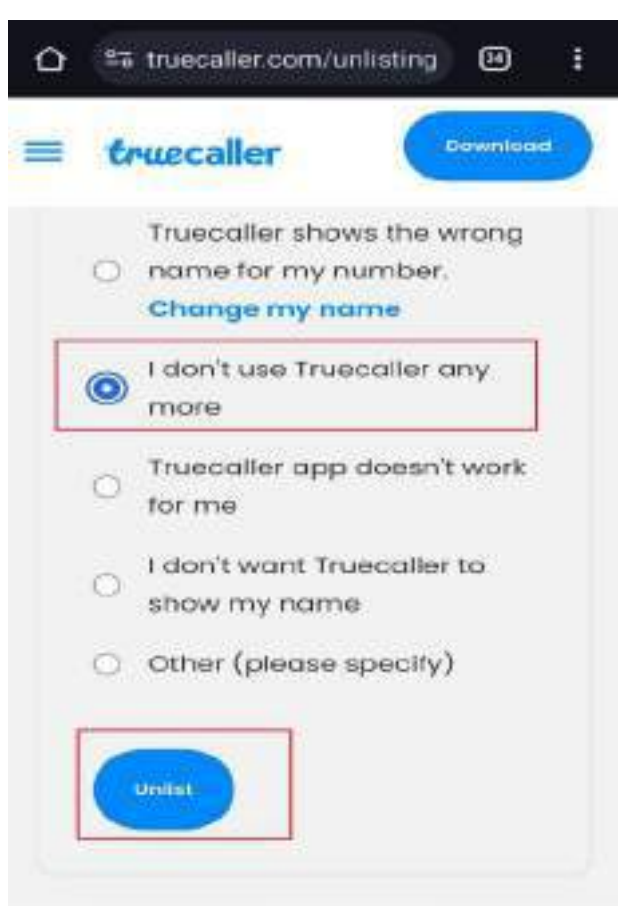 truecaller.com/unlisting 34
truecaller Download
Truecaller shows the wrong
name for my number.
Change my name
I don't use Truecaller any
more
Truecaller app doesn't work
for me
I don't want Truecaller to
show my name
Other (please specify)
Unlist